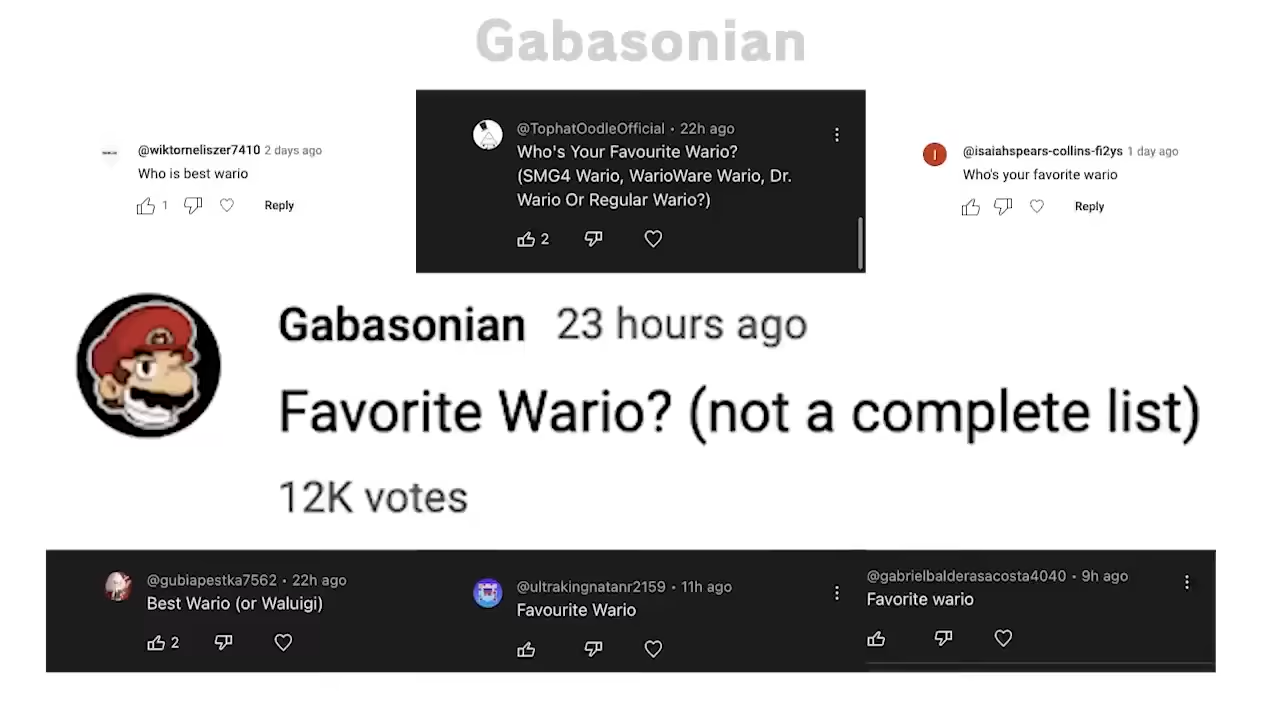 Gabasonian
@wiktorneliszer7410 2 days ago
Who is best wario
1 Reply
@TophatOodleOfficial · 22h ago
Who's Your Favourite Wario?
(SMG4 Wario, WarioWare Wario, Dr.
Wario Or Regular Wario?)
2
I
@isaiahspears-collins-fi2ys 1 day ago
Who's your favorite wario
Reply
Gabasonian 23 hours ago
Favorite Wario? (not a complete list)
12K votes
@gubiapestka7562 · 22h ago
Best Wario (or Waluigi)
2
@ultrakingnatanr2159 · 11h ago
Favourite Wario
@gabrielbalderasacosta4040 · 9h ago
Favorite wario